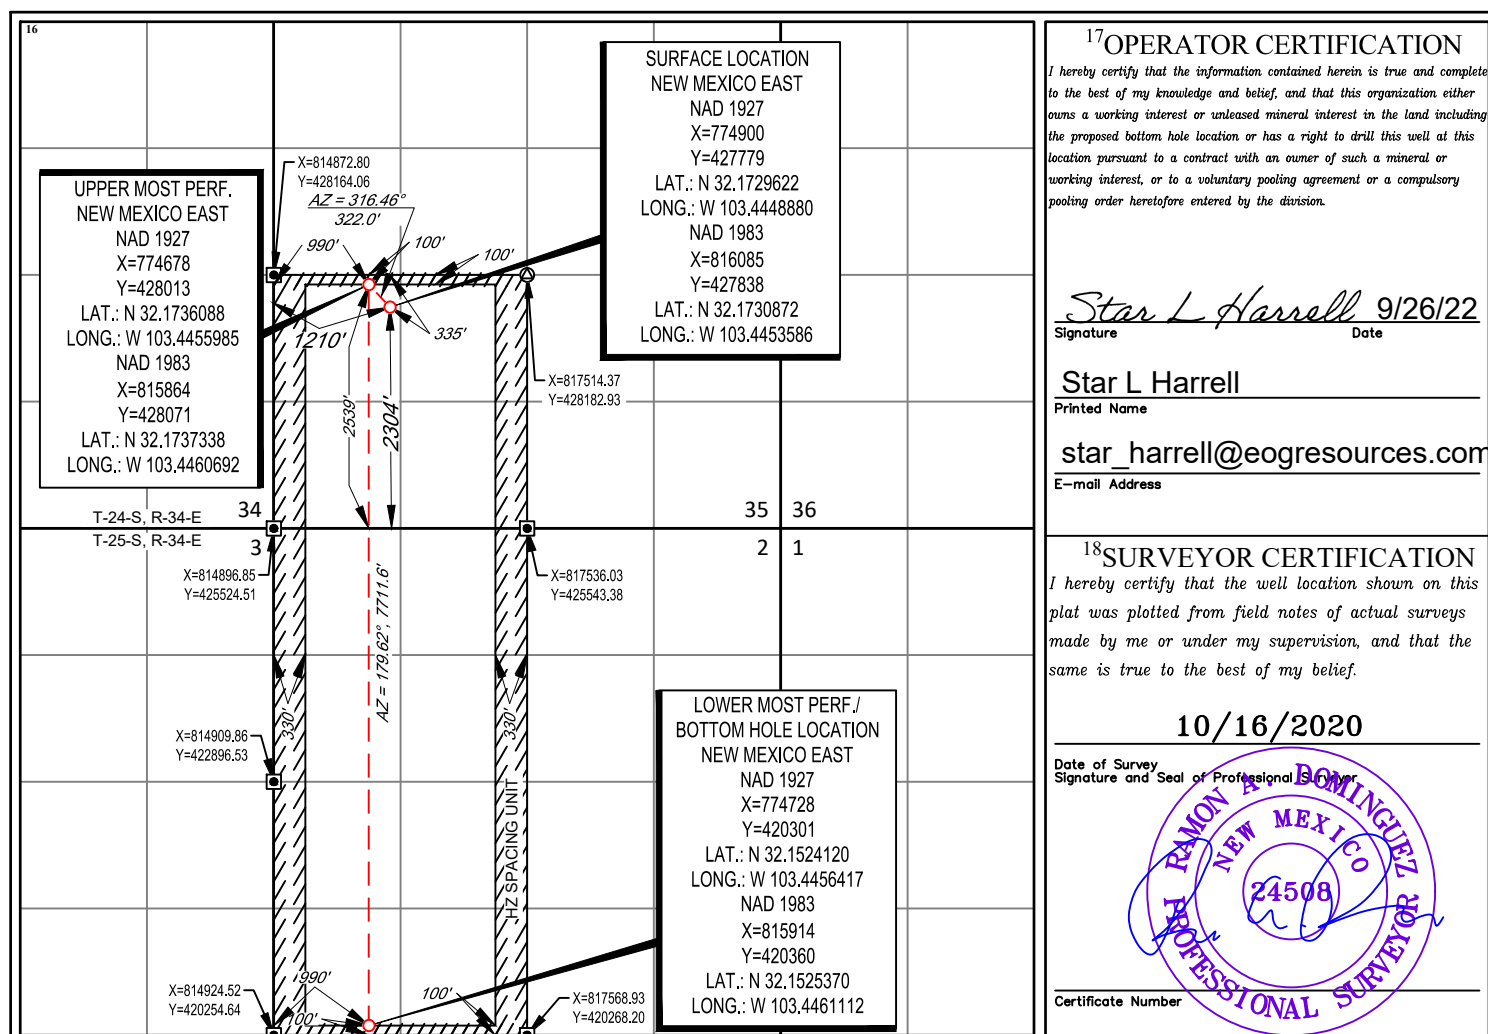 16
SURFACE LOCATION
NEW MEXICO EAST
NAD 1927
X=774900
Y=427779
LAT.: N 32.1729622
LONG.: W 103.4448880
NAD 1983
X=816085
Y=427838
LAT.: N 32.1730872
LONG.: W 103.4453586
UPPER MOST PERF.
NEW MEXICO EAST
NAD 1927
X=774678
Y=428013
LAT.: N 32.1736088
LONG.: W 103.4455985
NAD 1983
X=815864
Y=428071
LAT.: N 32.1737338
LONG.: W 103.4460692
X=814872.80
Y=428164.06
AZ = 316.46°
322.0'
990'
100'
100'
1210'
335'
2539'
2304'
X=817514.37
Y=428182.93
T-24-S, R-34-E
34
35
36
T-25-S, R-34-E
3
2
1
X=814896.85
Y=425524.51
X=817536.03
Y=425543.38
AZ = 179.62°, 7711.6'
330'
330'
X=814909.86
Y=422896.53
HZ SPACING UNIT
LOWER MOST PERF./
BOTTOM HOLE LOCATION
NEW MEXICO EAST
NAD 1927
X=774728
Y=420301
LAT.: N 32.1524120
LONG.: W 103.4456417
NAD 1983
X=815914
Y=420360
LAT.: N 32.1525370
LONG.: W 103.4461112
X=814924.52
Y=420254.64
990'
100'
100'
X=817568.93
Y=420268.20
17 OPERATOR CERTIFICATION
I hereby certify that the information contained herein is true and complete
to the best of my knowledge and belief, and that this organization either
owns a working interest or unleased mineral interest in the land including
the proposed bottom hole location or has a right to drill this well at this
location pursuant to a contract with an owner of such a mineral or
working interest, or to a voluntary pooling agreement or a compulsory
pooling order heretofore entered by the division.
Star L Harrell 9/26/22
Signature Date
Star L Harrell
Printed Name
star_harrell@eogresources.com
E-mail Address
18 SURVEYOR CERTIFICATION
I hereby certify that the well location shown on this
plat was plotted from field notes of actual surveys
made by me or under my supervision, and that the
same is true to the best of my belief.
10/16/2020
Date of Survey
Signature and Seal of Professional Surveyor
RAMON A. DOMINGUEZ
NEW MEXICO
24508
PROFESSIONAL SURVEYOR
Certificate Number